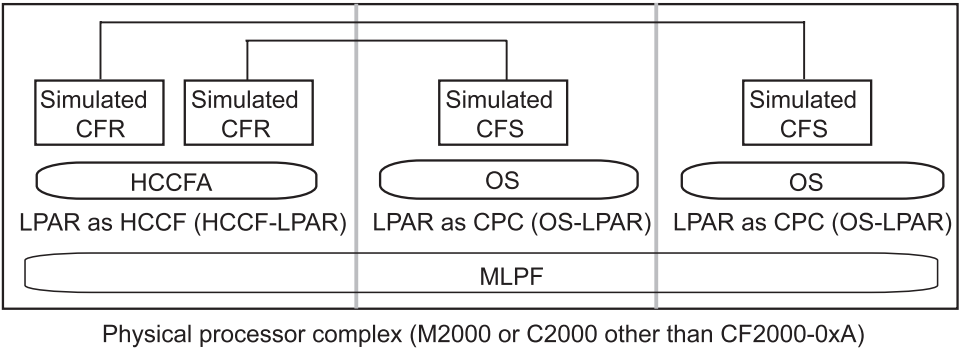 Simulated CFR
Simulated CFR
Simulated CFS
Simulated CFS
HCCFA
OS
OS
LPAR as HCCF (HCCF-LPAR)
LPAR as CPC (OS-LPAR)
LPAR as CPC (OS-LPAR)
MLPF
Physical processor complex (M2000 or C2000 other than CF2000-0xA)